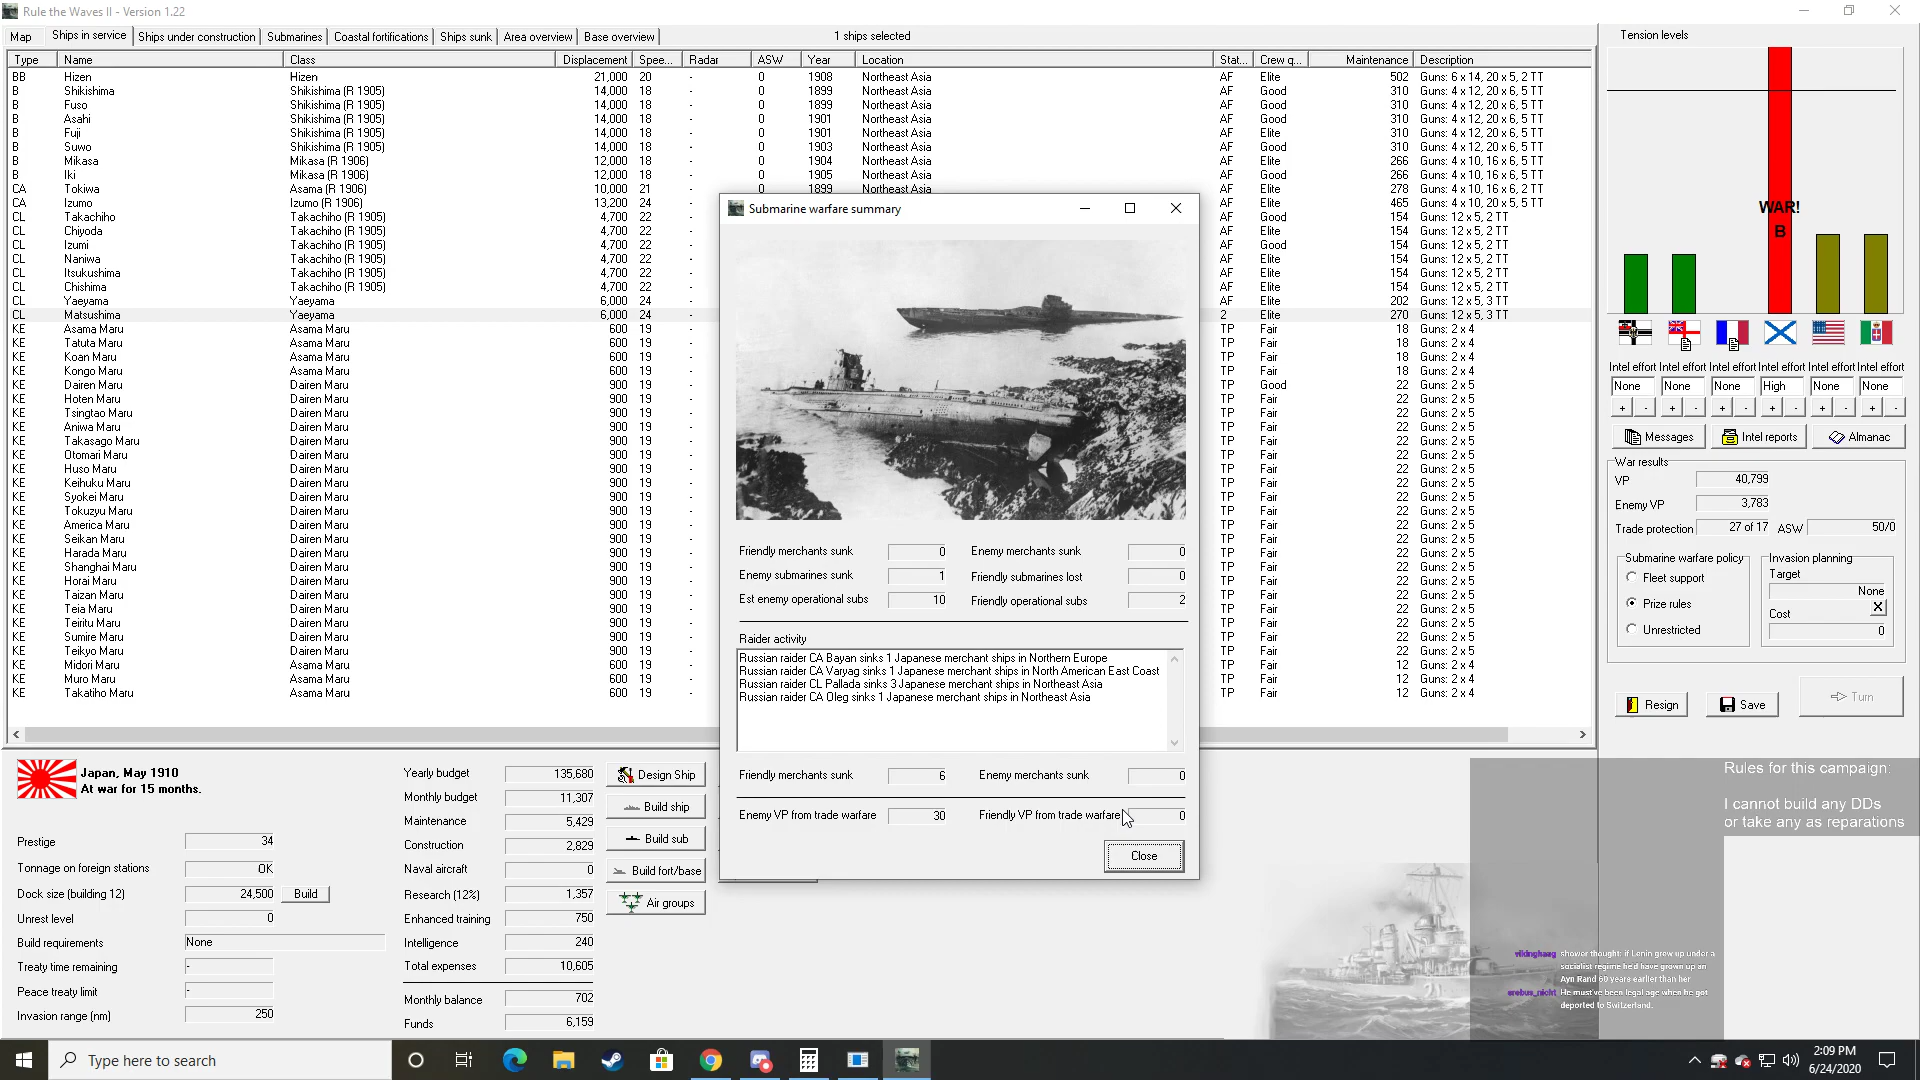 Rule the Waves II - Version 1.22
Map Ships in service Ships under construction Submarines Coastal fortifications Ships sunk Area overview Base overview 1 ships selected
Type Name Class Displacement Spee... Radar ASW Year Location Stat... Crew q... Maintenance Description
BB Hizen Hizen 21,000 20 - 0 1908 Northeast Asia AF Elite 502 Guns: 6 x 14, 20 x 6, 2 TT
B Shikishima Shikishima (R 1905) 14,000 18 - 0 1899 Northeast Asia AF Good 310 Guns: 4 x 12, 20 x 6, 5 TT
B Fuso Shikishima (R 1905) 14,000 18 - 0 1899 Northeast Asia AF Good 310 Guns: 4 x 12, 20 x 6, 5 TT
B Asahi Shikishima (R 1905) 14,000 18 - 0 1901 Northeast Asia AF Good 310 Guns: 4 x 12, 20 x 6, 5 TT
B Fuji Shikishima (R 1905) 14,000 18 - 0 1901 Northeast Asia AF Elite 310 Guns: 4 x 12, 20 x 6, 5 TT
B Suwo Shikishima (R 1905) 14,000 18 - 0 1903 Northeast Asia AF Good 310 Guns: 4 x 12, 20 x 6, 5 TT
B Mikasa Mikasa (R 1906) 12,000 18 - 0 1904 Northeast Asia AF Elite 266 Guns: 4 x 10, 16 x 6, 5 TT
B Iki Mikasa (R 1906) 12,000 18 - 0 1905 Northeast Asia AF Good 266 Guns: 4 x 10, 16 x 6, 5 TT
CA Tokiwa Asama (R 1906) 10,000 21 - 0 1899 Northeast Asia AF Elite 278 Guns: 4 x 10, 16 x 6, 2 TT
CA Izumo Izumo (R 1906) 13,200 24 - AF Elite 465 Guns: 4 x 10, 20 x 5, 5 TT
CL Takachiho Takachiho (R 1905) 4,700 22 - AF Good 154 Guns: 12 x 5, 2 TT
CL Chiyoda Takachiho (R 1905) 4,700 22 - AF Elite 154 Guns: 12 x 5, 2 TT
CL Izumi Takachiho (R 1905) 4,700 22 - AF Good 154 Guns: 12 x 5, 2 TT
CL Naniwa Takachiho (R 1905) 4,700 22 - AF Elite 154 Guns: 12 x 5, 2 TT
CL Itsukushima Takachiho (R 1905) 4,700 22 - AF Elite 154 Guns: 12 x 5, 2 TT
CL Chishima Takachiho (R 1905) 4,700 22 - AF Elite 154 Guns: 12 x 5, 2 TT
CL Yaeyama Yaeyama 6,000 24 - AF Elite 202 Guns: 12 x 5, 3 TT
CL Matsushima Yaeyama 6,000 24 - 2 Elite 270 Guns: 12 x 5, 3 TT
KE Asama Maru Asama Maru 600 19 - TP Fair 18 Guns: 2 x 4
KE Tatuta Maru Asama Maru 600 19 - TP Fair 18 Guns: 2 x 4
KE Koan Maru Asama Maru 600 19 - TP Fair 18 Guns: 2 x 4
KE Kongo Maru Asama Maru 600 19 - TP Fair 18 Guns: 2 x 4
KE Dairen Maru Dairen Maru 900 19 - TP Good 22 Guns: 2 x 5
KE Hoten Maru Dairen Maru 900 19 - TP Fair 22 Guns: 2 x 5
KE Tsingtao Maru Dairen Maru 900 19 - TP Fair 22 Guns: 2 x 5
KE Aniwa Maru Dairen Maru 900 19 - TP Fair 22 Guns: 2 x 5
KE Takasago Maru Dairen Maru 900 19 - TP Fair 22 Guns: 2 x 5
KE Otomari Maru Dairen Maru 900 19 - TP Fair 22 Guns: 2 x 5
KE Huso Maru Dairen Maru 900 19 - TP Fair 22 Guns: 2 x 5
KE Keihuku Maru Dairen Maru 900 19 - TP Fair 22 Guns: 2 x 5
KE Syokei Maru Dairen Maru 900 19 - TP Fair 22 Guns: 2 x 5
KE Tokuzyu Maru Dairen Maru 900 19 - TP Fair 22 Guns: 2 x 5
KE America Maru Dairen Maru 900 19 - TP Fair 22 Guns: 2 x 5
KE Seikan Maru Dairen Maru 900 19 - TP Fair 22 Guns: 2 x 5
KE Harada Maru Dairen Maru 900 19 - TP Fair 22 Guns: 2 x 5
KE Shanghai Maru Dairen Maru 900 19 - TP Fair 22 Guns: 2 x 5
KE Horai Maru Dairen Maru 900 19 - TP Fair 22 Guns: 2 x 5
KE Taizan Maru Dairen Maru 900 19 - TP Fair 22 Guns: 2 x 5
KE Teia Maru Dairen Maru 900 19 - TP Fair 22 Guns: 2 x 5
KE Teiritu Maru Dairen Maru 900 19 - TP Fair 22 Guns: 2 x 5
KE Sumire Maru Dairen Maru 900 19 - TP Fair 22 Guns: 2 x 5
KE Teikyo Maru Dairen Maru 900 19 - TP Fair 22 Guns: 2 x 5
KE Midori Maru Asama Maru 600 19 - TP Fair 12 Guns: 2 x 4
KE Muro Maru Asama Maru 600 19 - TP Fair 12 Guns: 2 x 4
KE Takatiho Maru Asama Maru 600 19 - TP Fair 12 Guns: 2 x 4
Submarine warfare summary
Friendly merchants sunk 0 Enemy merchants sunk 0
Enemy submarines sunk 1 Friendly submarines lost 0
Est enemy operational subs 10 Friendly operational subs 2
Raider activity
Russian raider CA Bayan sinks 1 Japanese merchant ships in Northern Europe
Russian raider CA Varyag sinks 1 Japanese merchant ships in North American East Coast
Russian raider CL Pallada sinks 3 Japanese merchant ships in Northeast Asia
Russian raider CA Oleg sinks 1 Japanese merchant ships in Northeast Asia
Friendly merchants sunk 6 Enemy merchants sunk 0
Enemy VP from trade warfare 30 Friendly VP from trade warfare 0
Close
Tension levels
WAR!
B
Intel effort Intel effort Intel effort Intel effort Intel effort Intel effort
None None None High None None
+ - + - + - + - + - + -
Messages Intel reports Almanac
War results
VP 40,799
Enemy VP 3,783
Trade protection 27 of 17 ASW 50/0
Submarine warfare policy
Fleet support
Prize rules
Unrestricted
Invasion planning
Target
None
Cost X
0
Resign Save Turn
Japan, May 1910
At war for 15 months.
Prestige 34
Tonnage on foreign stations OK
Dock size (building 12) 24,500 Build
Unrest level 0
Build requirements None
Treaty time remaining -
Peace treaty limit -
Invasion range (nm) 250
Yearly budget 135,680
Monthly budget 11,307
Maintenance 5,429
Construction 2,829
Naval aircraft 0
Research (12%) 1,357
Enhanced training 750
Intelligence 240
Total expenses 10,605
Monthly balance 702
Funds 6,159
Design Ship
Build ship
Build sub
Build fort/base
Air groups
Rules for this campaign:
I cannot build any DDs
or take any as reparations
vikinghaag shower thought: if Lenin grew up under a
socialist regime he'd have grown up an
Ayn Rand 60 years earlier than her
erebus_nicht He must've been legal age when he got
deported to Switzerland.
Type here to search
2:09 PM
6/24/2020